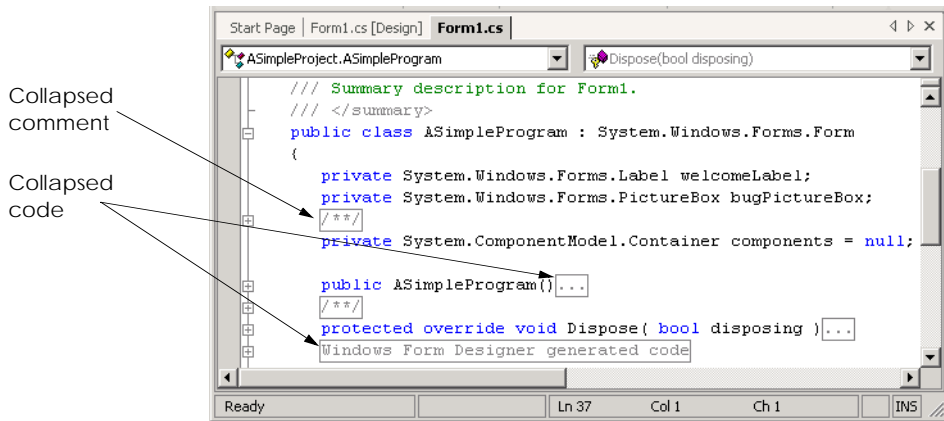 Start Page Form1.cs [Design] Form1.cs
ASimpleProject.ASimpleProgram Dispose(bool disposing)
/// Summary description for Form1.
/// </summary>
public class ASimpleProgram : System.Windows.Forms.Form
{
private System.Windows.Forms.Label welcomeLabel;
private System.Windows.Forms.PictureBox bugPictureBox;
/**/
private System.ComponentModel.Container components = null;
public ASimpleProgram()...
/**/
protected override void Dispose( bool disposing )...
Windows Form Designer generated code
Ready Ln 37 Col 1 Ch 1 INS
Collapsed
comment
Collapsed
code